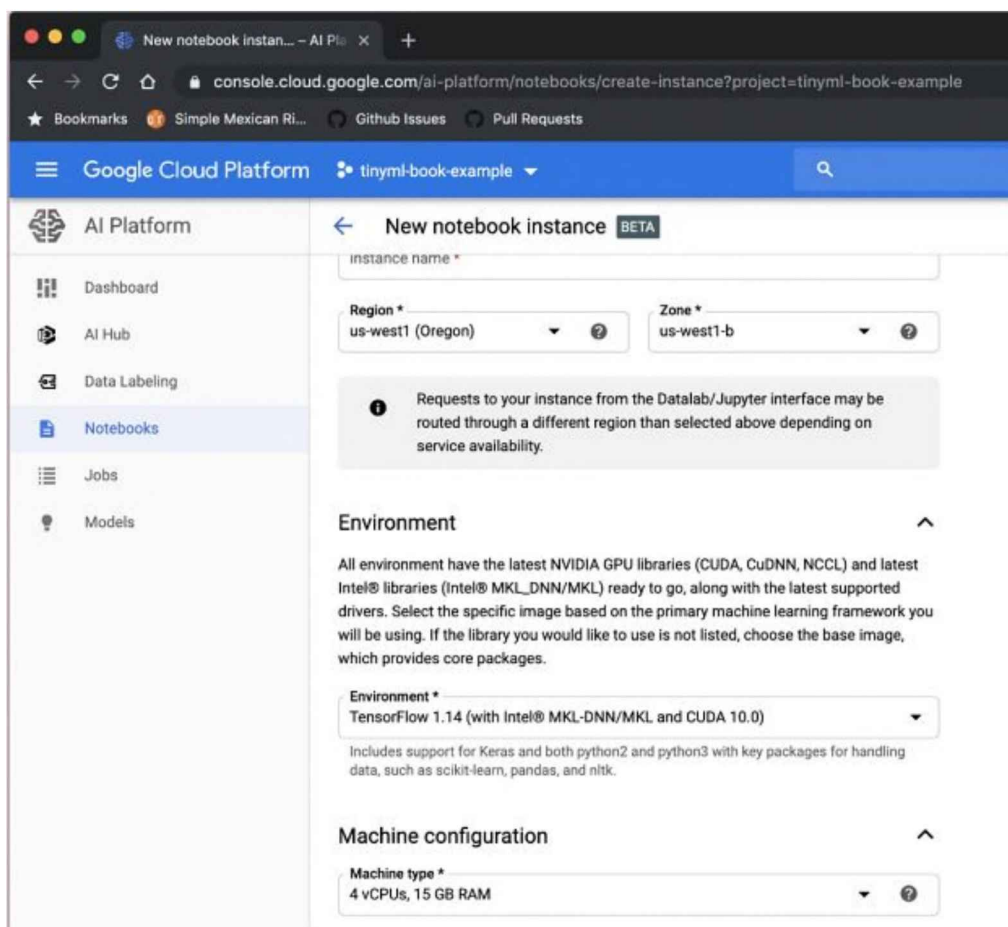 New notebook instan... – AI Pla
console.cloud.google.com/ai-platform/notebooks/create-instance?project=tinyml-book-example
Bookmarks Simple Mexican Ri... Github Issues Pull Requests
Google Cloud Platform tinyml-book-example
AI Platform
New notebook instance BETA
Dashboard
AI Hub
Data Labeling
Notebooks
Jobs
Models
Instance name *
Region *
us-west1 (Oregon)
Zone *
us-west1-b
Requests to your instance from the Datalab/Jupyter interface may be
routed through a different region than selected above depending on
service availability.
Environment
All environment have the latest NVIDIA GPU libraries (CUDA, CuDNN, NCCL) and latest
Intel® libraries (Intel® MKL_DNN/MKL) ready to go, along with the latest supported
drivers. Select the specific image based on the primary machine learning framework you
will be using. If the library you would like to use is not listed, choose the base image,
which provides core packages.
Environment *
TensorFlow 1.14 (with Intel® MKL-DNN/MKL and CUDA 10.0)
Includes support for Keras and both python2 and python3 with key packages for handling
data, such as scikit-learn, pandas, and nltk.
Machine configuration
Machine type *
4 vCPUs, 15 GB RAM